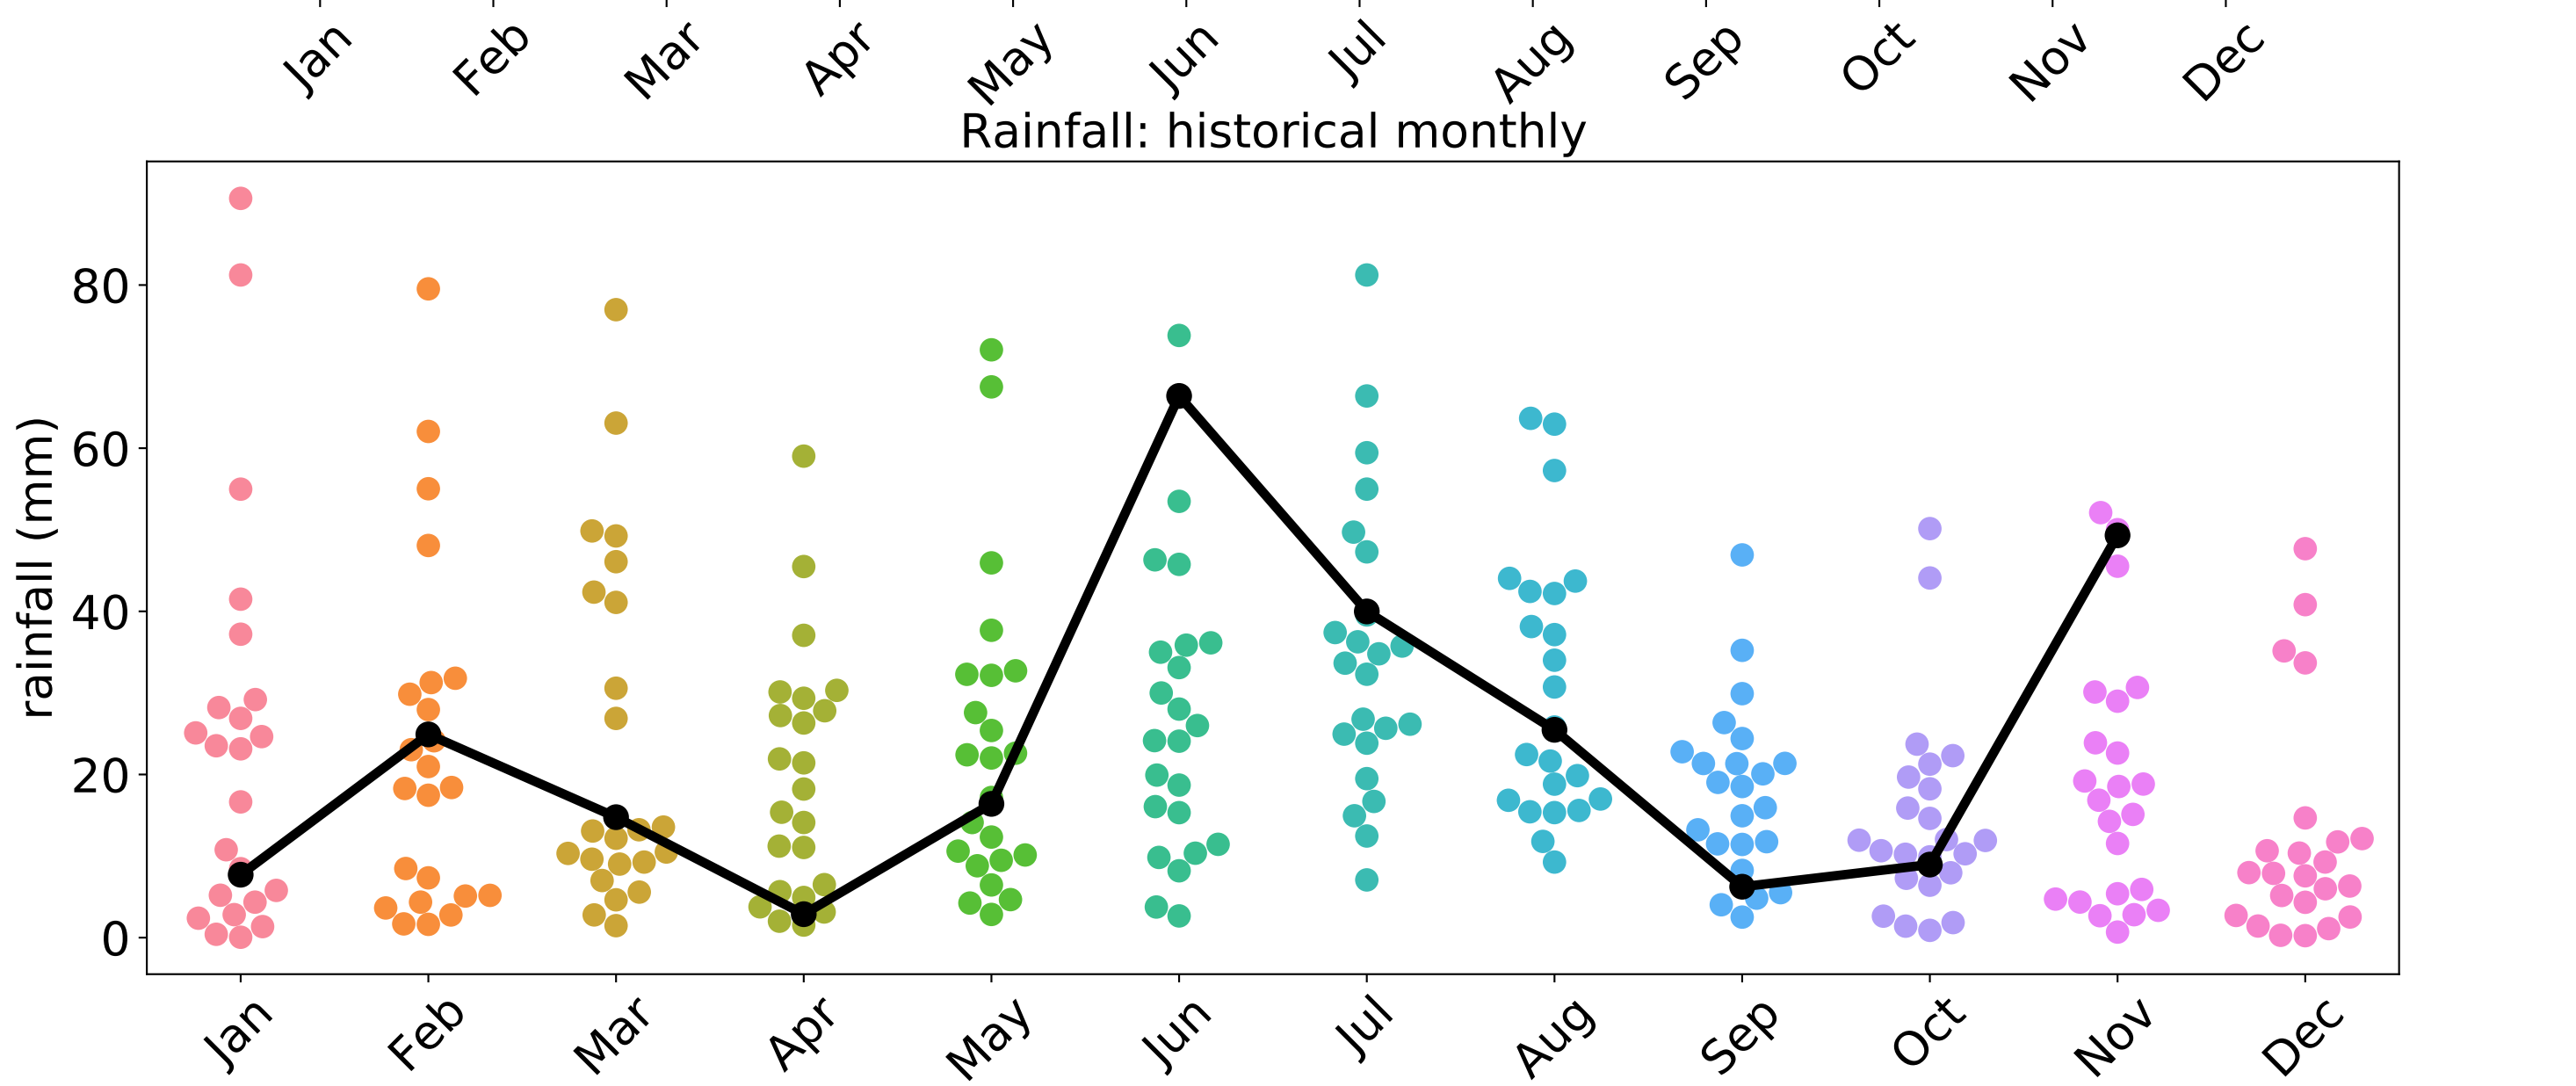 Jan Feb Mar Apr May Jun Jul Aug Sep Oct Nov Dec
Rainfall: historical monthly
rainfall (mm)
80
60
40
20
0
Jan Feb Mar Apr May Jun Jul Aug Sep Oct Nov Dec